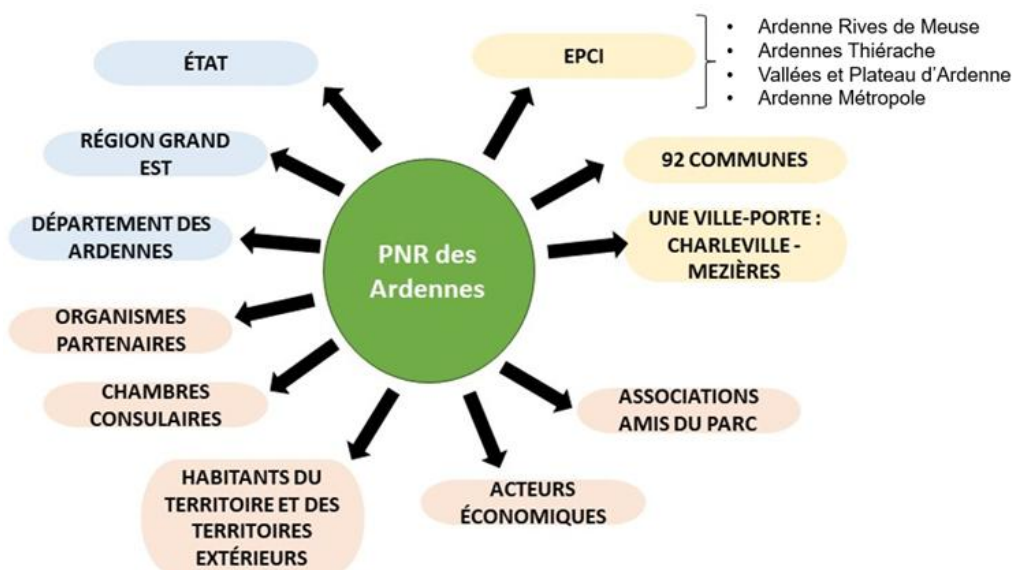 ÉTAT
RÉGION GRAND
EST
DÉPARTEMENT DES
ARDENNES
ORGANISMES
PARTENAIRES
CHAMBRES
CONSULAIRES
HABITANTS DU
TERRITOIRE ET DES
TERRITOIRES
EXTÉRIEURS
PNR des
Ardennes
EPCI
• Ardenne Rives de Meuse
• Ardennes Thiérache
• Vallées et Plateau d'Ardenne
• Ardenne Métropole
92 COMMUNES
UNE VILLE-PORTE :
CHARLEVILLE -
MEZIÈRES
ASSOCIATIONS
AMIS DU PARC
ACTEURS
ÉCONOMIQUES